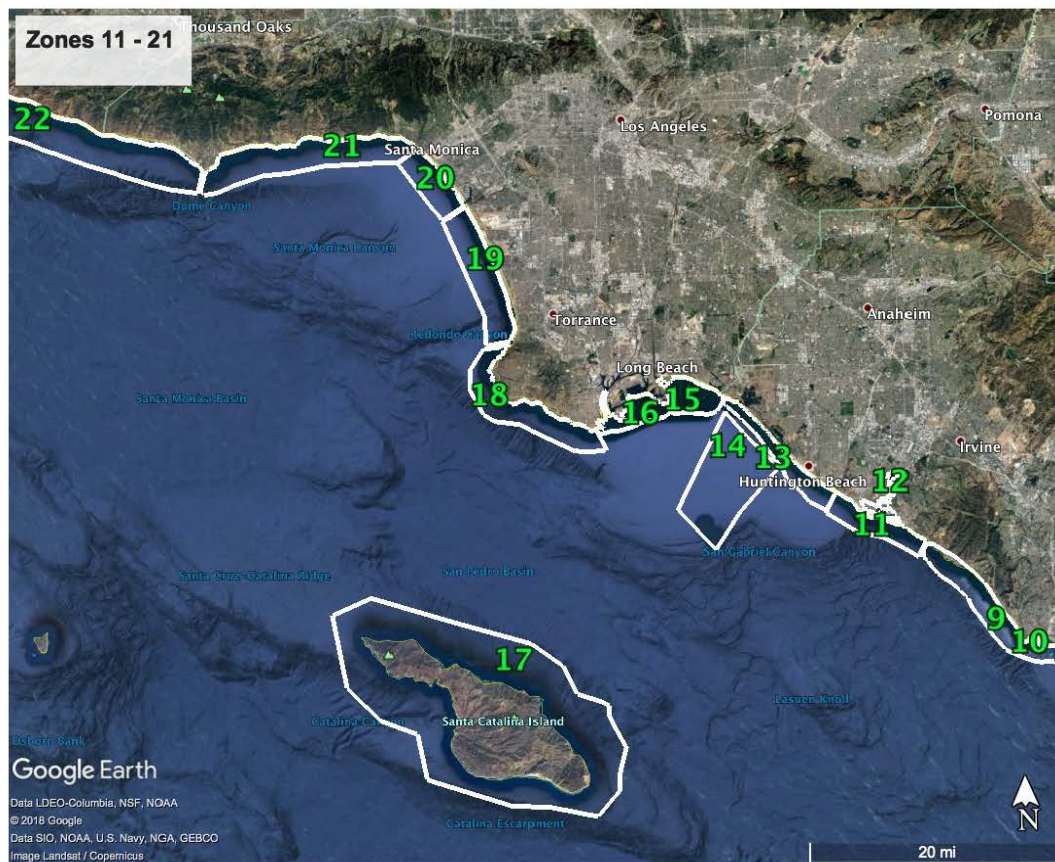 Zones 11 - 21
Thousand Oaks
22
21
Santa Monica
20
Los Angeles
Pomona
Dume Canyon
Santa Monica Canyon
19
Redondo Canyon
Torrance
Anaheim
Long Beach
Santa Monica Basin
18
16
15
14
13
Huntington Beach
12
Irvine
11
San Gabriel Canyon
Santa Cruz-Catalina Ridge
San Pedro Basin
9
10
17
Lasuen Knoll
Catalina Canyon
Santa Catalina Island
Osborn Bank
Google Earth
Data LDEO-Columbia, NSF, NOAA
© 2018 Google
Data SIO, NOAA, U.S. Navy, NGA, GEBCO
Image Landsat / Copernicus
Catalina Escarpment
N
20 mi